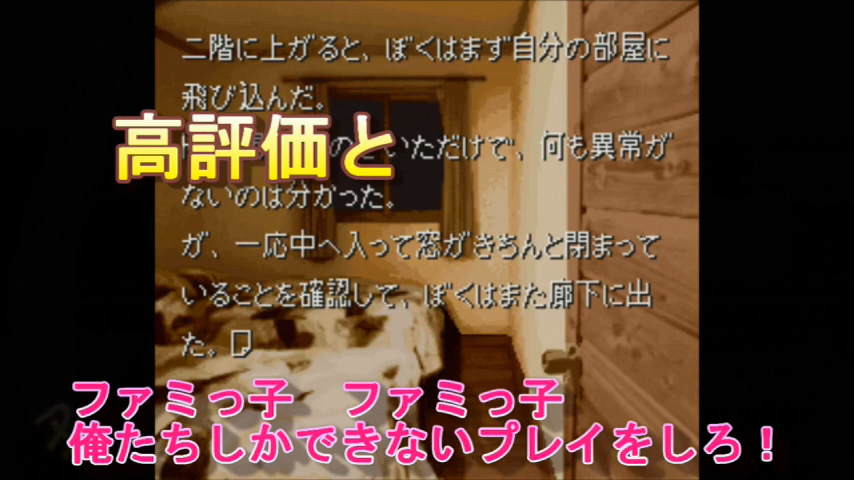 二階に上がると、ぼくはまず自分の部屋に
飛び込んだ。
高評価と
のぞいただけで、何も異常が
ないのは分かった。
が、一応中へ入って窓がきちんと閉まって
いることを確認して、ぼくはまた廊下に出
た。
ファミっ子　ファミっ子
俺たちしかできないプレイをしろ！